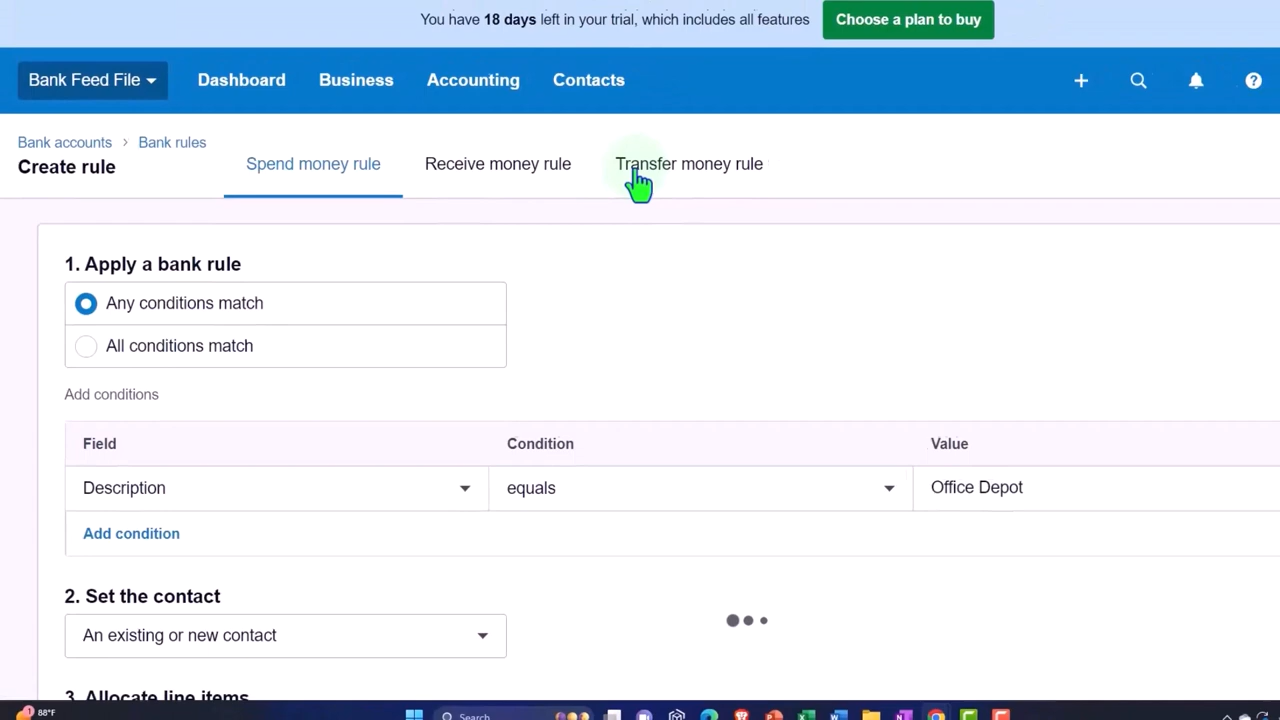 You have 18 days left in your trial, which includes all features Choose a plan to buy
Bank Feed File Dashboard Business Accounting Contacts
Bank accounts > Bank rules
Create rule
Spend money rule Receive money rule Transfer money rule
1. Apply a bank rule
Any conditions match
All conditions match
Add conditions
Field Condition Value
Description equals Office Depot
Add condition
2. Set the contact
An existing or new contact
3. Allocate line items
1 88°F Search